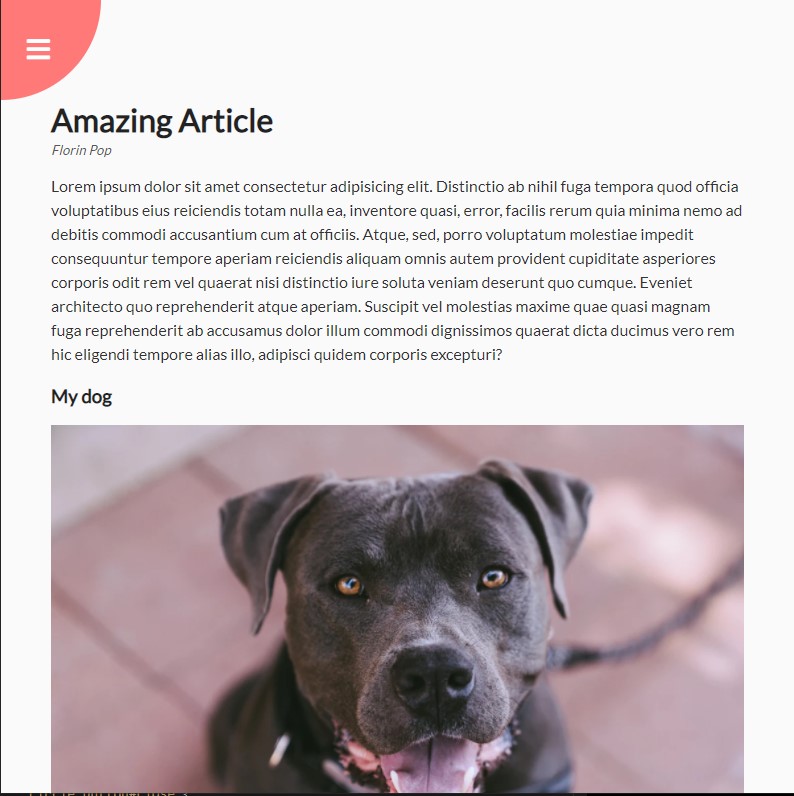 Amazing Article
Florin Pop
Lorem ipsum dolor sit amet consectetur adipisicing elit. Distinctio ab nihil fuga tempora quod officia
voluptatibus eius reiciendis totam nulla ea, inventore quasi, error, facilis rerum quia minima nemo ad
debitis commodi accusantium cum at officiis. Atque, sed, porro voluptatum molestiae impedit
consequuntur tempore aperiam reiciendis aliquam omnis autem provident cupiditate asperiores
corporis odit rem vel quaerat nisi distinctio iure soluta veniam deserunt quo cumque. Eveniet
architecto quo reprehenderit atque aperiam. Suscipit vel molestias maxime quae quasi magnam
fuga reprehenderit ab accusamus dolor illum commodi dignissimos quaerat dicta ducimus vero rem
hic eligendi tempore alias illo, adipisci quidem corporis excepturi?
My dog